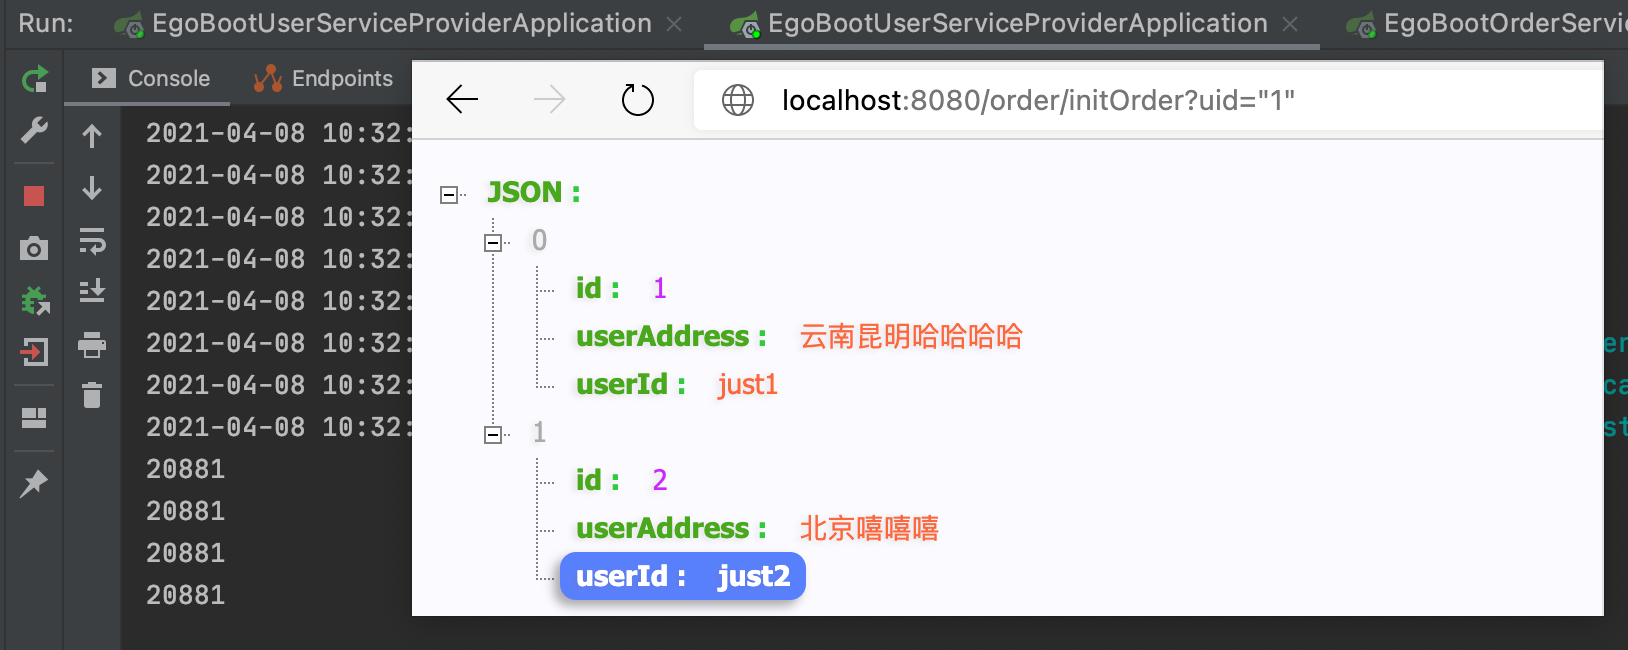 Run: EgoBootUserServiceProviderApplication EgoBootUserServiceProviderApplication EgoBootOrderServi
Console Endpoints
localhost:8080/order/initOrder?uid="1"
2021-04-08 10:32:
2021-04-08 10:32:
2021-04-08 10:32:
2021-04-08 10:32:
2021-04-08 10:32:
2021-04-08 10:32:
2021-04-08 10:32:
2021-04-08 10:32:
20881
20881
20881
20881
JSON :
0
id : 1
userAddress : 云南昆明哈哈哈哈
userId : just1
1
id : 2
userAddress : 北京嘻嘻嘻
userId : just2
er
ca
st